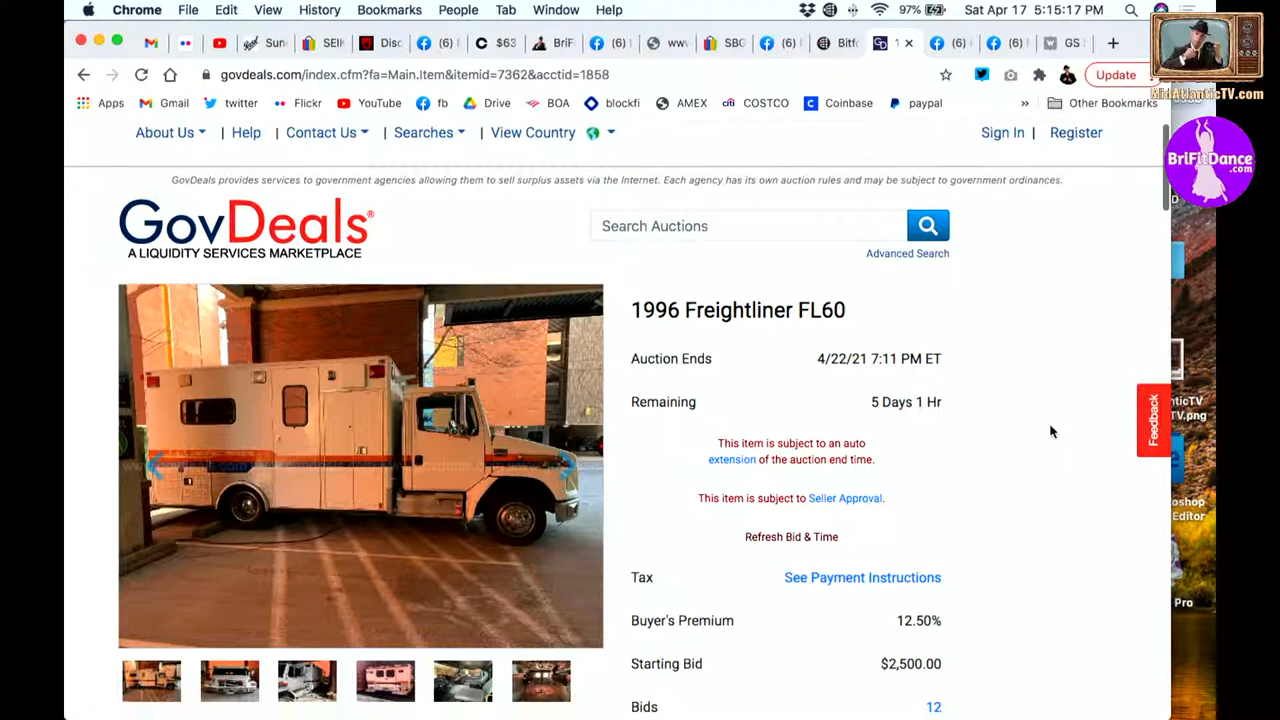 Chrome File Edit View History Bookmarks People Tab Window Help 97% Sat Apr 17 5:15:17 PM
Sun SEI Disc (6) $63 BriF (6) www SBG (6) Bitf 1 (6) (6) GS
govdeals.com/index.cfm?fa=Main.Item&itemid=7362&acctid=1858 Update
MidAtlanticTV.com
Apps Gmail twitter Flickr YouTube fb Drive BOA blockfi AMEX COSTCO Coinbase paypal » Other Bookmarks
About Us | Help | Contact Us | Searches | View Country Sign In | Register
BriFitDance
.com
GovDeals provides services to government agencies allowing them to sell surplus assets via the Internet. Each agency has its own auction rules and may be subject to government ordinances.
GovDeals®
A LIQUIDITY SERVICES MARKETPLACE
Search Auctions
Advanced Search
1996 Freightliner FL60
Auction Ends 4/22/21 7:11 PM ET
Remaining 5 Days 1 Hr
Feedback
This item is subject to an auto
extension of the auction end time.
This item is subject to Seller Approval.
Refresh Bid & Time
Tax See Payment Instructions
Buyer's Premium 12.50%
Starting Bid $2,500.00
Bids 12
ticTV
TV.png
oshop
Editor
Pro